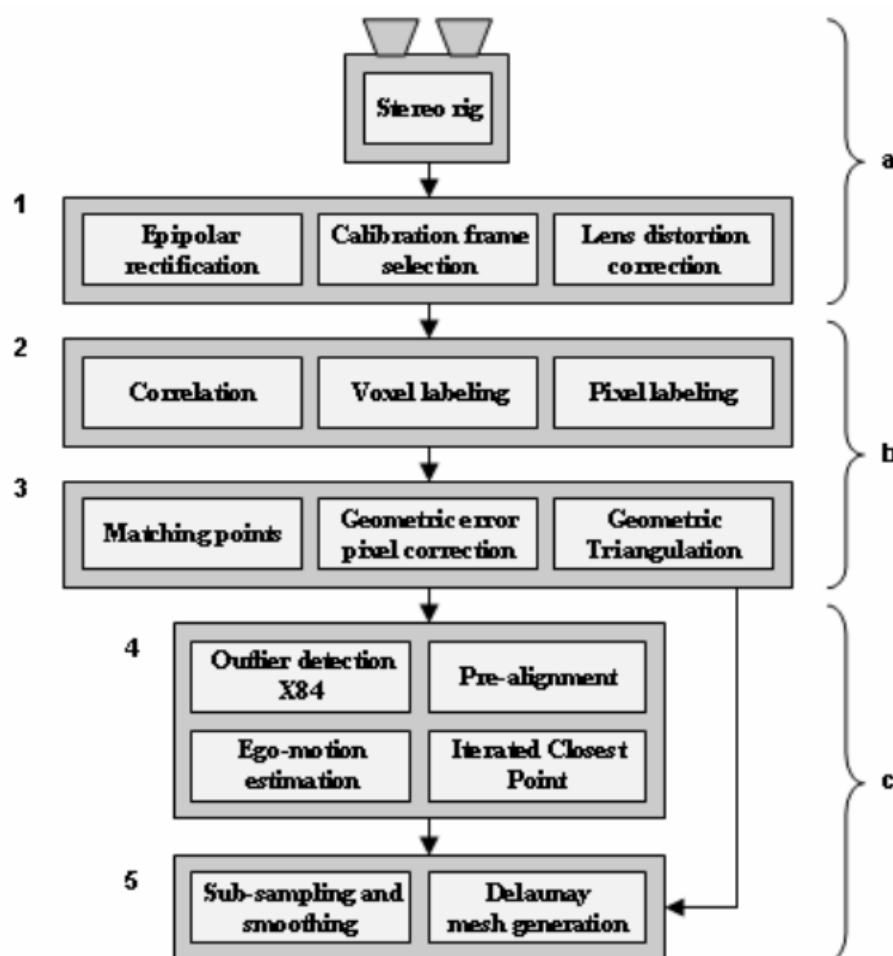 Stereo rig
a
1
Epipolar
rectification
Calibration frame
selection
Lens distortion
correction
2
Correlation
Voxel labeling
Pixel labeling
b
3
Matching points
Geometric error
pixel correction
Geometric
Triangulation
4
Outlier detection
X84
Pre-alignment
Ego-motion
estimation
Iterated Closest
Point
c
5
Sub-sampling and
smoothing
Delaunay
mesh generation